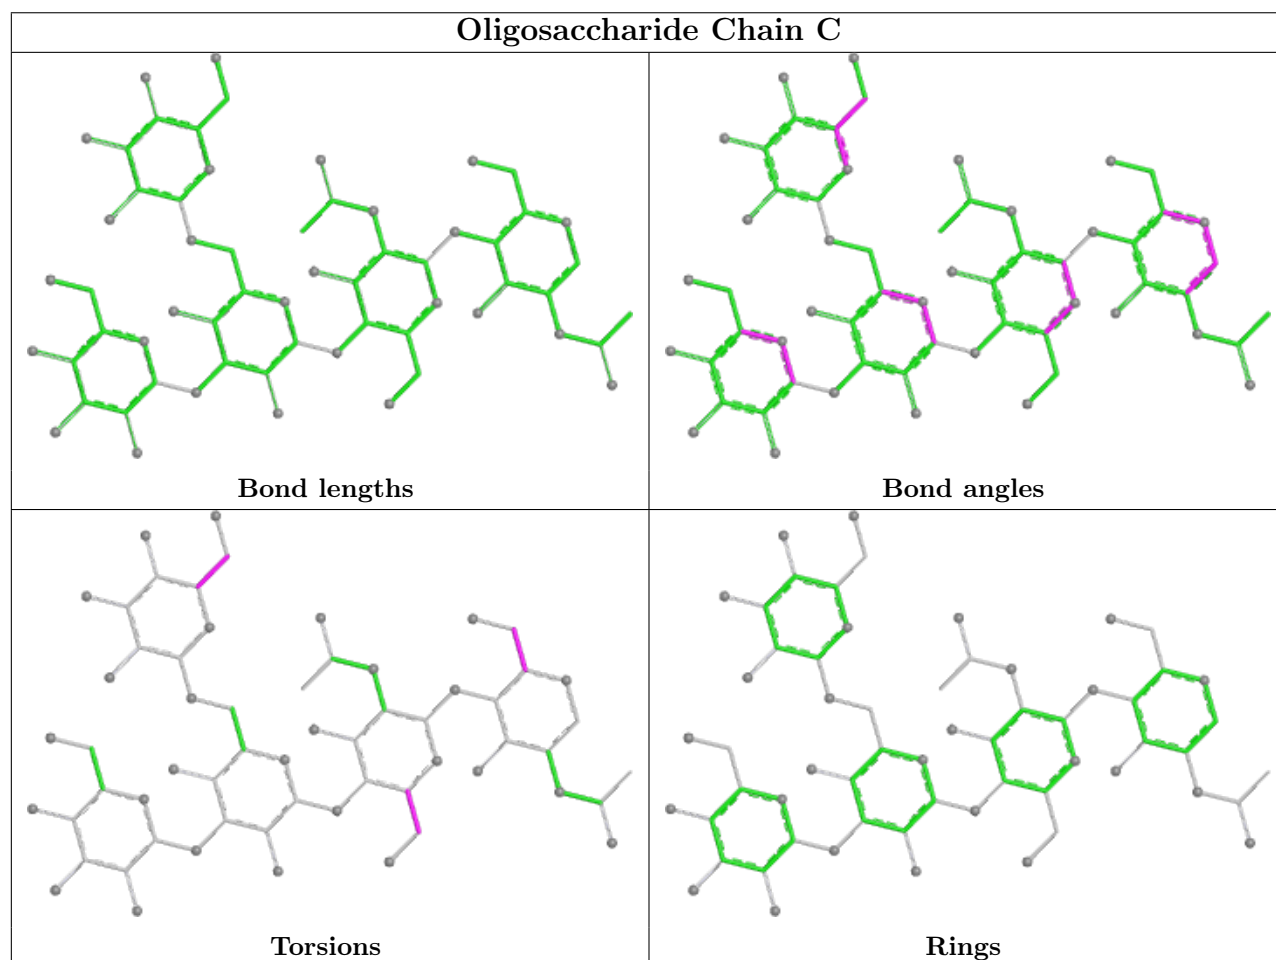 Oligosaccharide Chain C
Bond lengths
Bond angles
Torsions
Rings